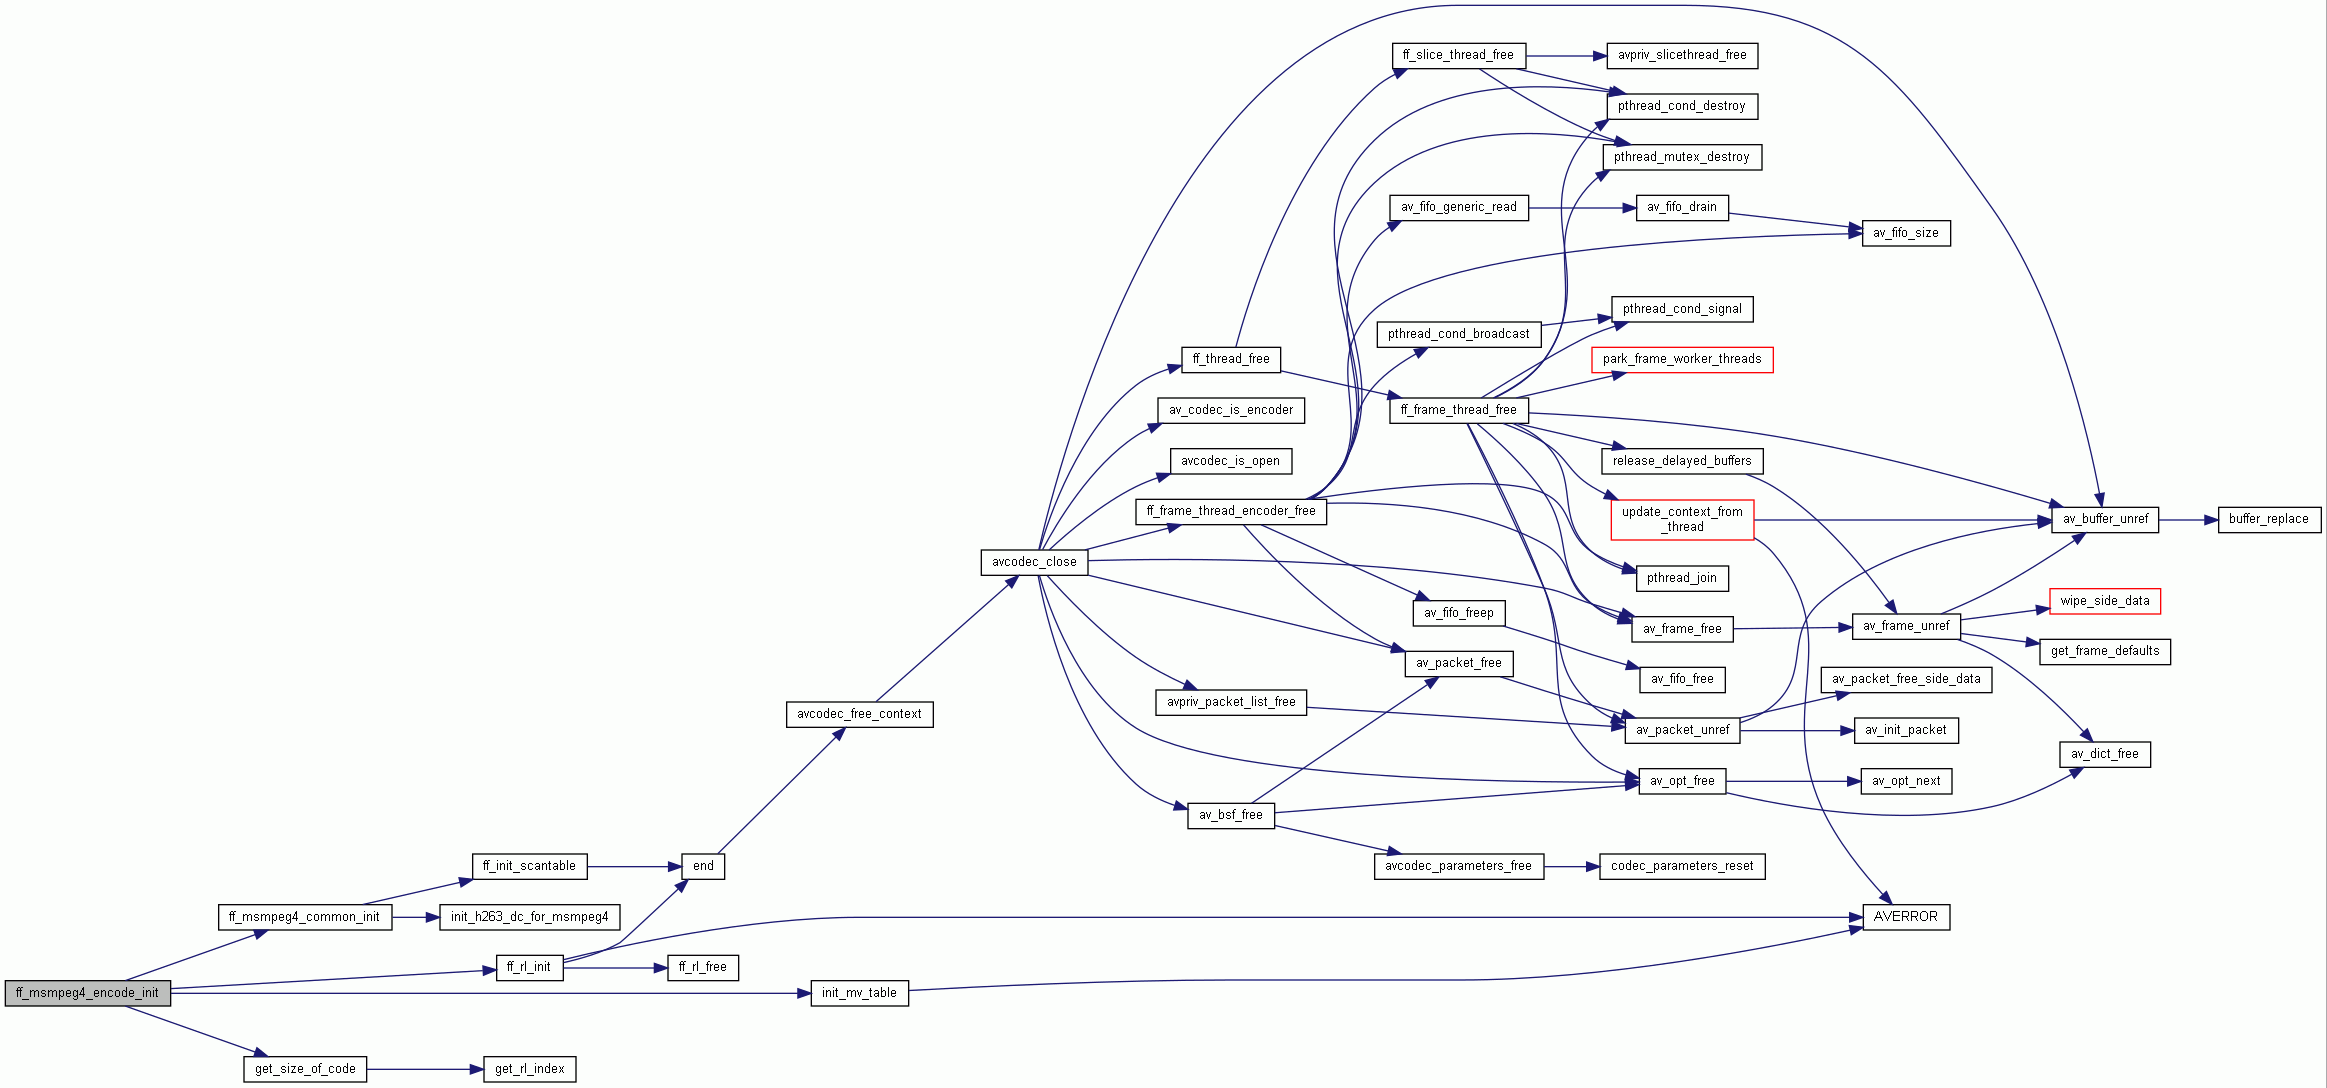 ff_slice_thread_free
avpriv_slicethread_free
pthread_cond_destroy
pthread_mutex_destroy
av_fifo_generic_read
av_fifo_drain
av_fifo_size
pthread_cond_signal
pthread_cond_broadcast
ff_thread_free
park_frame_worker_threads
av_codec_is_encoder
ff_frame_thread_free
avcodec_is_open
release_delayed_buffers
ff_frame_thread_encoder_free
update_context_from
_thread
av_buffer_unref
buffer_replace
avcodec_close
pthread_join
av_fifo_freep
av_frame_free
av_frame_unref
wipe_side_data
get_frame_defaults
av_packet_free
av_fifo_free
av_packet_free_side_data
avpriv_packet_list_free
avcodec_free_context
av_packet_unref
av_init_packet
av_dict_free
av_opt_free
av_opt_next
av_bsf_free
ff_init_scantable
end
avcodec_parameters_free
codec_parameters_reset
ff_msmpeg4_common_init
init_h263_dc_for_msmpeg4
AVERROR
ff_rl_init
ff_rl_free
ff_msmpeg4_encode_init
init_mv_table
get_size_of_code
get_rl_index